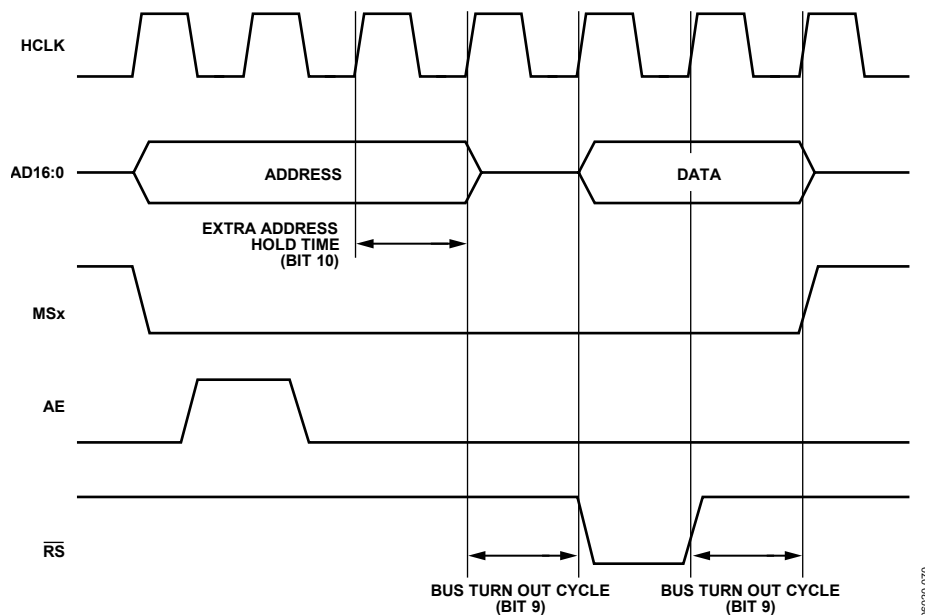 HCLK
AD16:0
ADDRESS
DATA
EXTRA ADDRESS
HOLD TIME
(BIT 10)
MSx
AE
RS
BUS TURN OUT CYCLE
(BIT 9)
BUS TURN OUT CYCLE
(BIT 9)